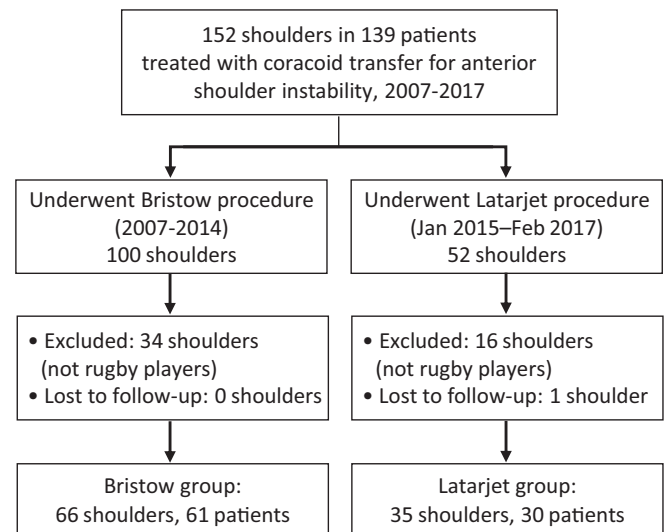 152 shoulders in 139 patients
treated with coracoid transfer for anterior
shoulder instability, 2007-2017
Underwent Bristow procedure
(2007-2014)
100 shoulders
Underwent Latarjet procedure
(Jan 2015–Feb 2017)
52 shoulders
• Excluded: 34 shoulders
(not rugby players)
• Lost to follow-up: 0 shoulders
• Excluded: 16 shoulders
(not rugby players)
• Lost to follow-up: 1 shoulder
Bristow group:
66 shoulders, 61 patients
Latarjet group:
35 shoulders, 30 patients